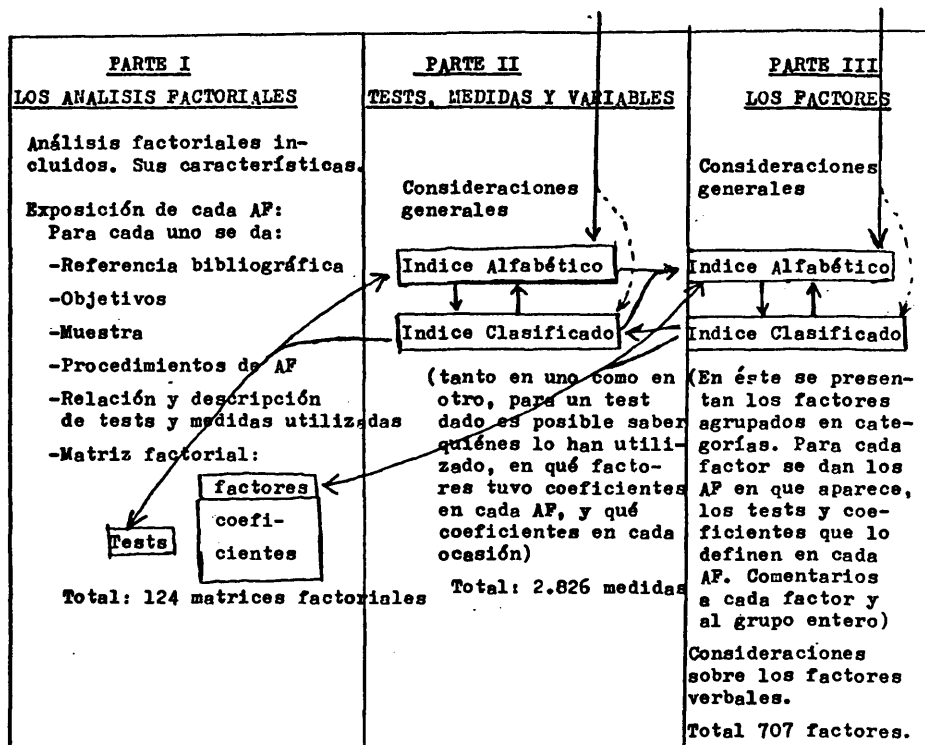 PARTE I
LOS ANALISIS FACTORIALES
Análisis factoriales in-
cluidos. Sus características.
Exposición de cada AF:
Para cada uno se da:
-Referencia bibliográfica
-Objetivos
-Muestra
-Procedimientos de AF
-Relación y descripción
de tests y medidas utilizadas
-Matriz factorial:
factores
coefi-
cientes
Tests
Total: 124 matrices factoriales
PARTE II
TESTS, MEDIDAS Y VARIABLES
Consideraciones
generales
Indice Alfabético
Indice Clasificado
(tanto en uno como en
otro, para un test
dado es posible saber
quiénes lo han utili-
zado, en qué facto-
res tuvo coeficientes
en cada AF, y qué
coeficientes en cada
ocasión)
Total: 2.826 medidas
PARTE III
LOS FACTORES
Consideraciones
generales
Indice Alfabético
Indice Clasificado
(En éste se presen-
tan los factores
agrupados en cate-
gorías. Para cada
factor se dan los
AF en que aparece,
los tests y coe-
ficientes que lo
definen en cada
AF. Comentarios
a cada factor y
al grupo entero)
Consideraciones
sobre los factores
verbales.
Total 707 factores.